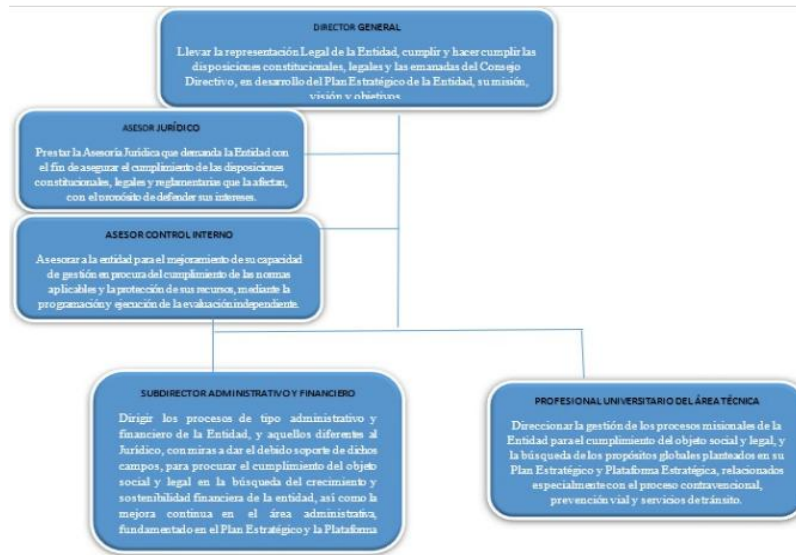 DIRECTOR GENERAL
Llevar la representación Legal de la Entidad, cumplir y hacer cumplir las
disposiciones constitucionales, legales y las emanadas del Consejo
Directivo, en desarrollo del Plan Estratégico de la Entidad, su misión,
visión y objetivos.
ASESOR JURÍDICO
Prestar la Asesoría Jurídica que demanda la Entidad con
el fin de asegurar el cumplimiento de las disposiciones
constitucionales, legales y reglamentarias que la afectan,
con el propósito de defender sus intereses.
ASESOR CONTROL INTERNO
Asesorar a la entidad para el mejoramiento de su capacidad
de gestión en procura del cumplimiento de las normas
aplicables y la protección de sus recursos, mediante la
programación y ejecución de la evaluación independiente.
SUBDIRECTOR ADMINISTRATIVO Y FINANCIERO
Dirigir los procesos de tipo administrativo y
financiero de la Entidad, y aquellos diferentes al
Jurídico, con miras a dar el debido soporte de dichos
campos, para procurar el cumplimiento del objeto
social y legal en la búsqueda del crecimiento y
sostenibilidad financiera de la entidad, así como la
mejora continua en el área administrativa,
fundamentado en el Plan Estratégico y la Plataforma
PROFESIONAL UNIVERSITARIO DEL ÁREA TÉCNICA
Direccionar la gestión de los procesos misionales de la
Entidad para el cumplimiento del objeto social y legal, y
la búsqueda de los propósitos globales planteados en su
Plan Estratégico y Plataforma Estratégica, relacionados
especialmente con el proceso contravencional,
prevención vial y servicios de tránsito.